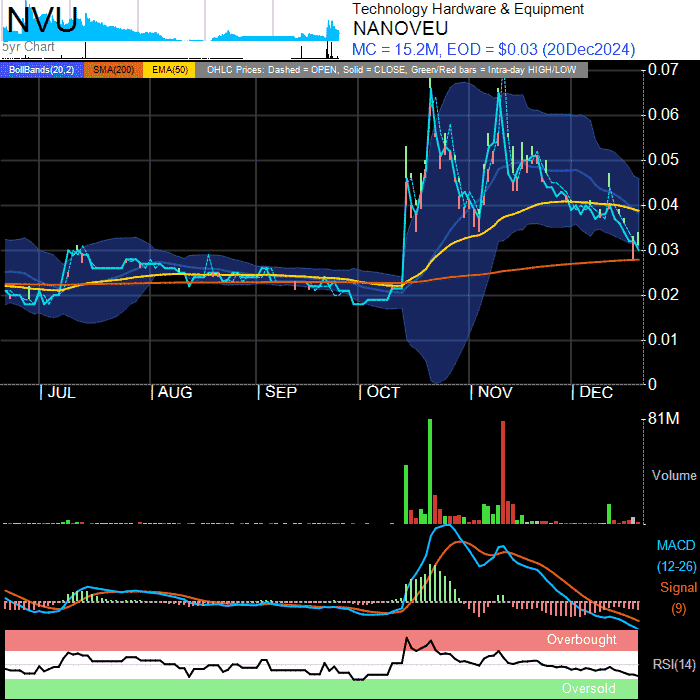 NVU
5yr Chart
Technology Hardware & Equipment
NANOVEU
MC = 15.2M, EOD = $0.03 (20Dec2024)
BollBands(20,2) SMA(200) EMA(50) OHLC Prices: Dashed = OPEN, Solid = CLOSE, Green/Red bars = Intra-day HIGH/LOW
0.07
0.06
0.05
0.04
0.03
0.02
0.01
0
JUL AUG SEP OCT NOV DEC
81M
Volume
MACD
(12-26)
Signal
(9)
Overbought
RSI(14)
Oversold